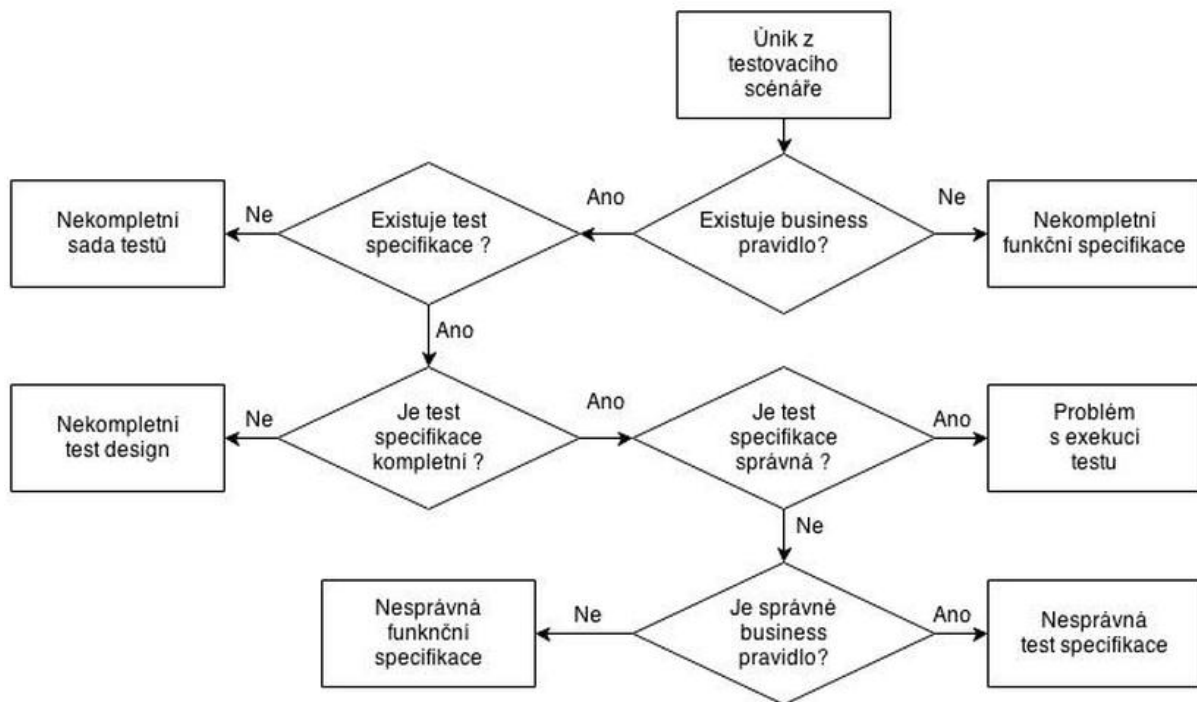 Únik z
testovacího
scénáře
Nekompletní
sada testů
Ne
Existuje test
specifikace ?
Ano
Existuje business
pravidlo?
Ne
Nekompletní
funkční specifikace
Ano
Nekompletní
test design
Ne
Je test
specifikace
kompletní ?
Ano
Je test
specifikace
správná ?
Ano
Problém
s exekucí
testu
Ne
Nesprávná
funknční
specifikace
Ne
Je správné
business
pravidlo?
Ano
Nesprávná
test specifikace